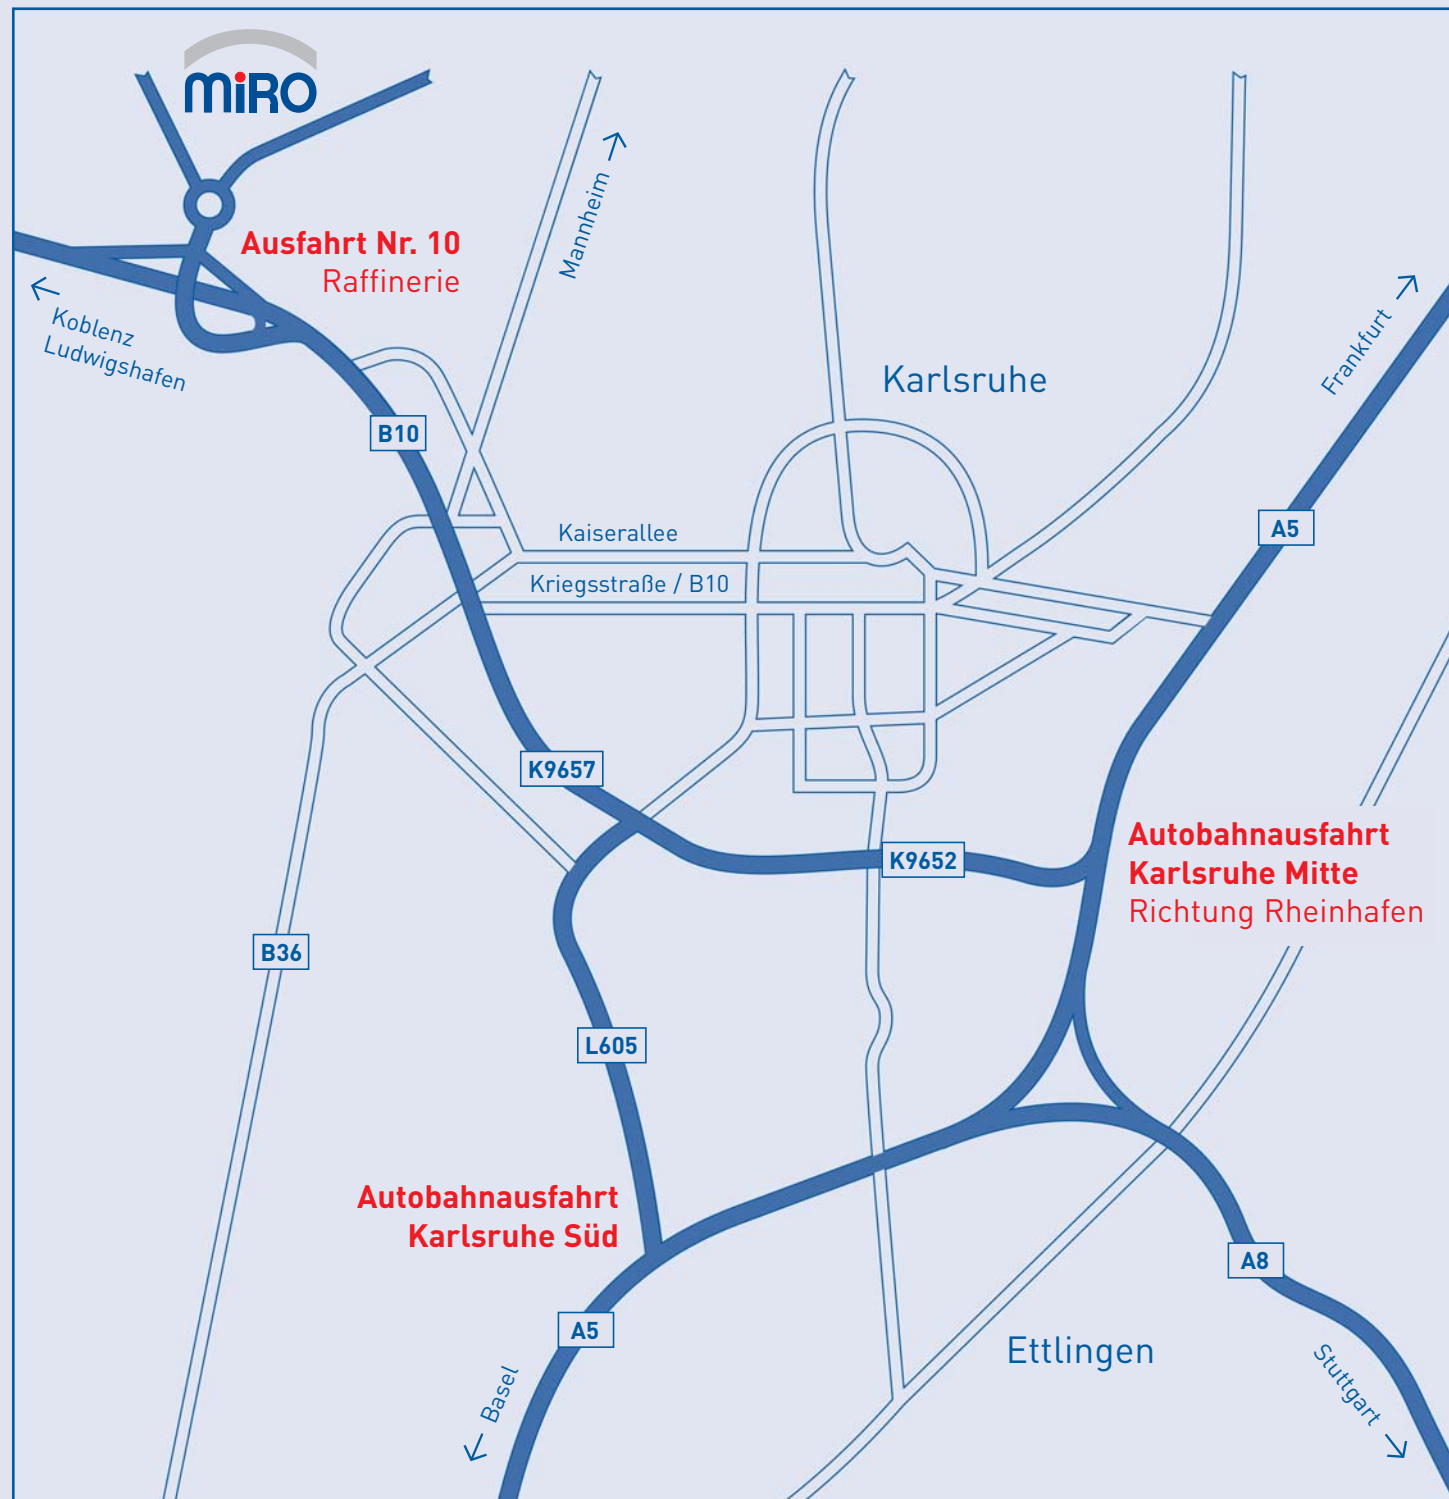 miRO
Ausfahrt Nr. 10
Raffinerie
Mannheim
Koblenz
Ludwigshafen
Frankfurt
Karlsruhe
B10
A5
Kaiserallee
Kriegsstraße / B10
K9657
Autobahnausfahrt
Karlsruhe Mitte
Richtung Rheinhafen
K9652
B36
L605
Autobahnausfahrt
Karlsruhe Süd
A8
A5
Ettlingen
Basel
Stuttgart